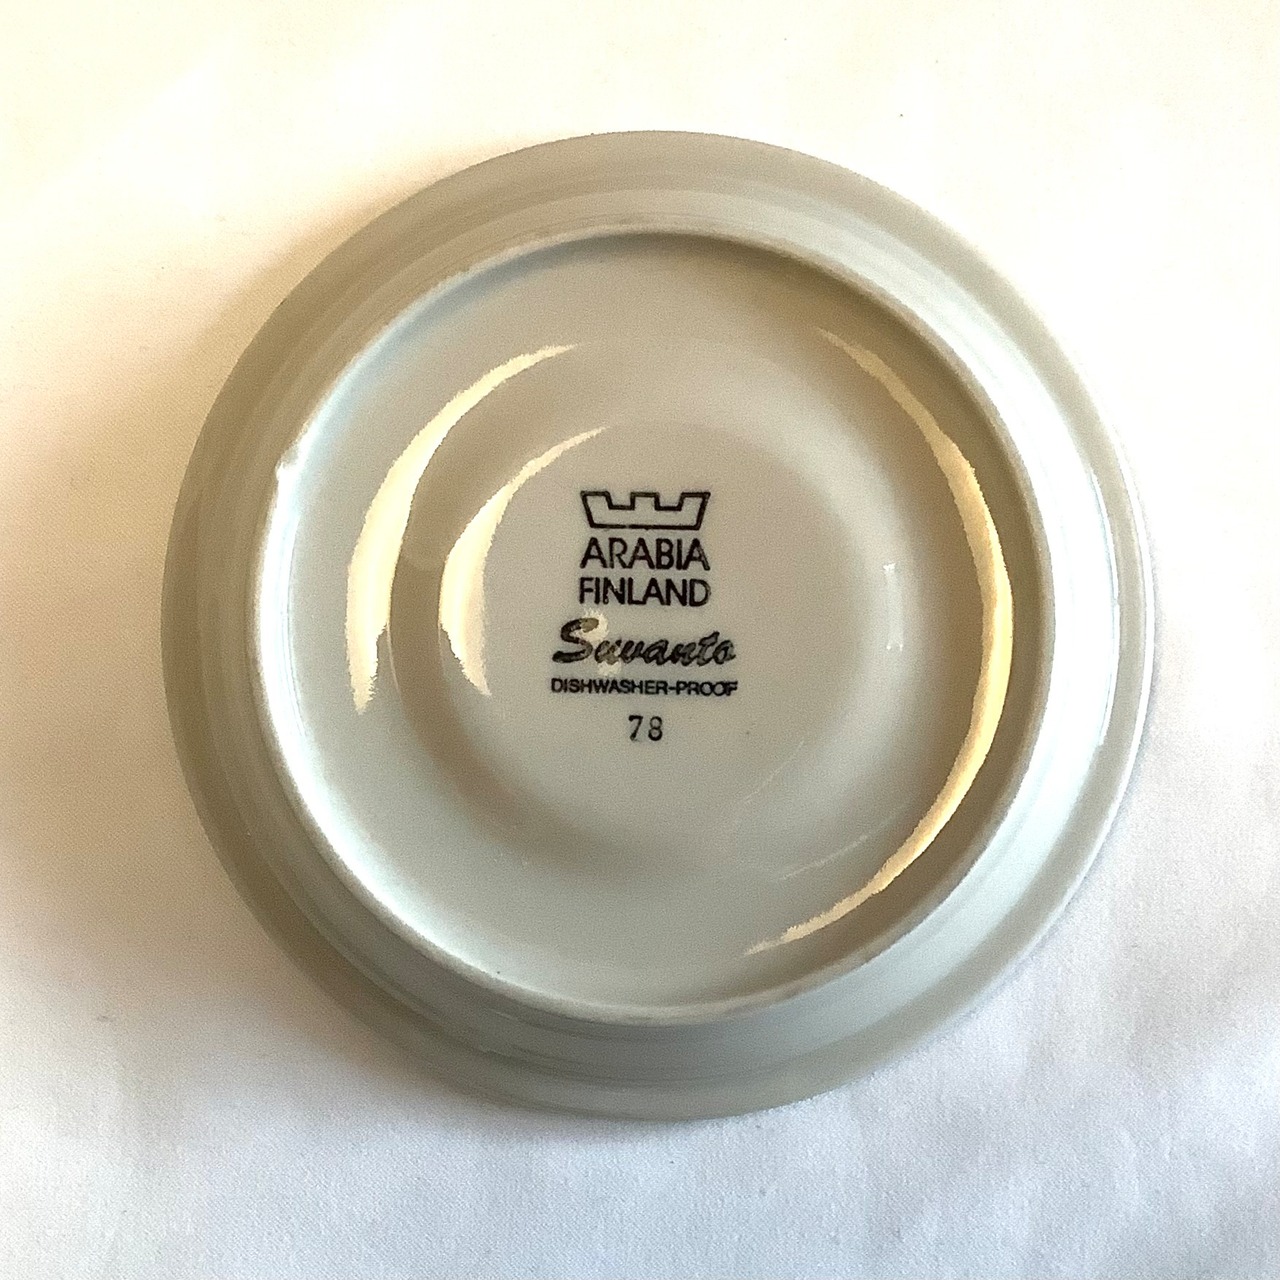 ARABIA
FINLAND
Suvanto
DISHWASHER-PROOF
78